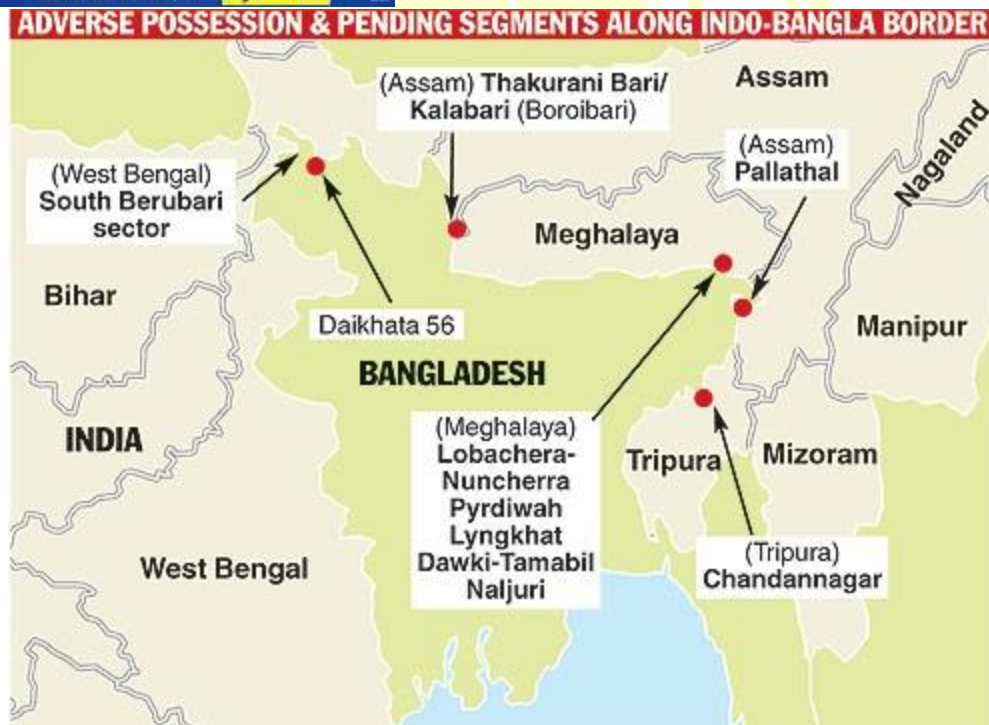 ADVERSE POSSESSION & PENDING SEGMENTS ALONG INDO-BANGLA BORDER
(Assam) Thakurani Bari/
Kalabari (Boroibari)
Assam
Nagaland
(Assam)
Pallathal
(West Bengal)
South Berubari
sector
Meghalaya
Bihar
Daikhata 56
Manipur
BANGLADESH
INDIA
(Meghalaya)
Lobachera-
Nuncherra
Pyrdiwah
Lyngkhat
Dawki-Tamabil
Naljuri
Tripura
Mizoram
West Bengal
(Tripura)
Chandannagar